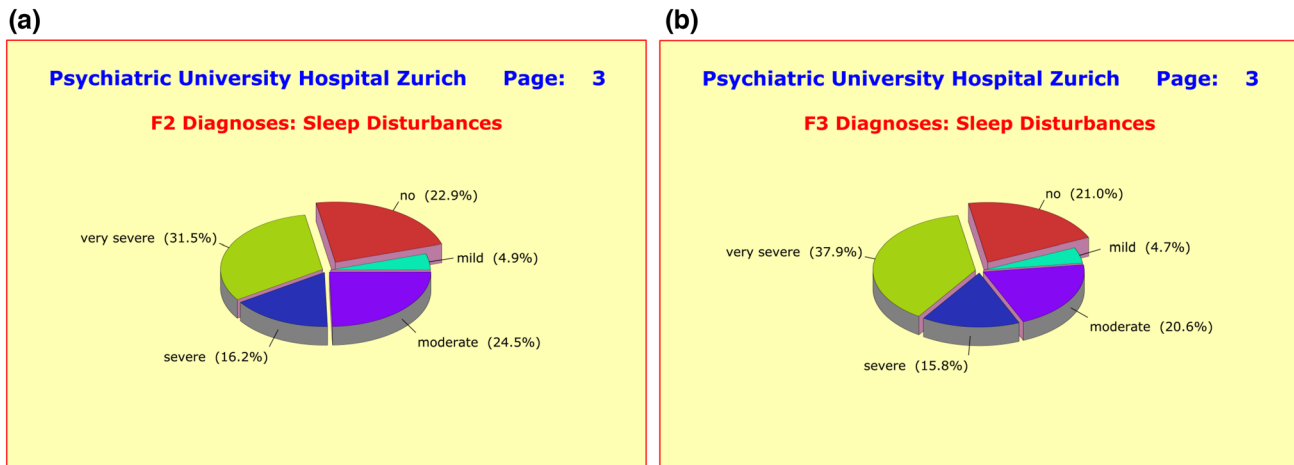 (a)
Psychiatric University Hospital Zurich Page: 3
F2 Diagnoses: Sleep Disturbances
no (22.9%)
very severe (31.5%)
mild (4.9%)
moderate (24.5%)
severe (16.2%)
(b)
Psychiatric University Hospital Zurich Page: 3
F3 Diagnoses: Sleep Disturbances
no (21.0%)
very severe (37.9%)
mild (4.7%)
moderate (20.6%)
severe (15.8%)